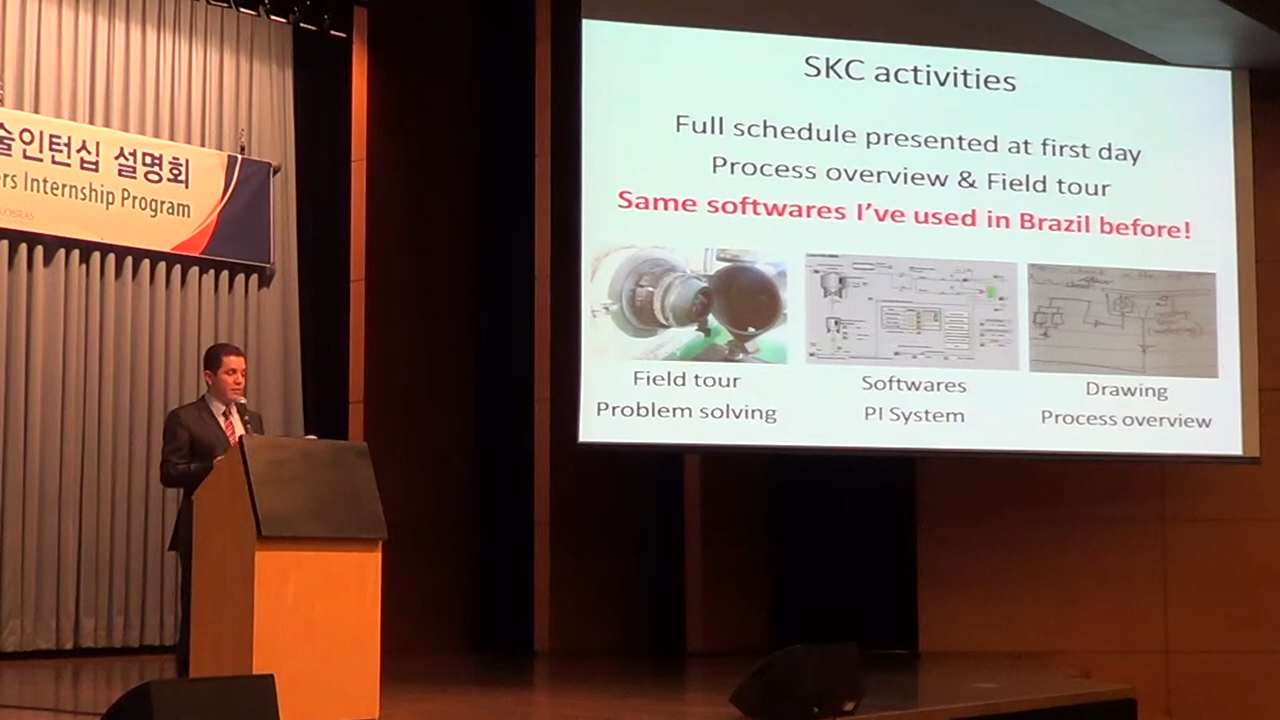 술인턴십 설명회
ers Internship Program
SKC activities
Full schedule presented at first day
Process overview & Field tour
Same softwares I've used in Brazil before!
Field tour
Problem solving
Softwares
PI System
Drawing
Process overview